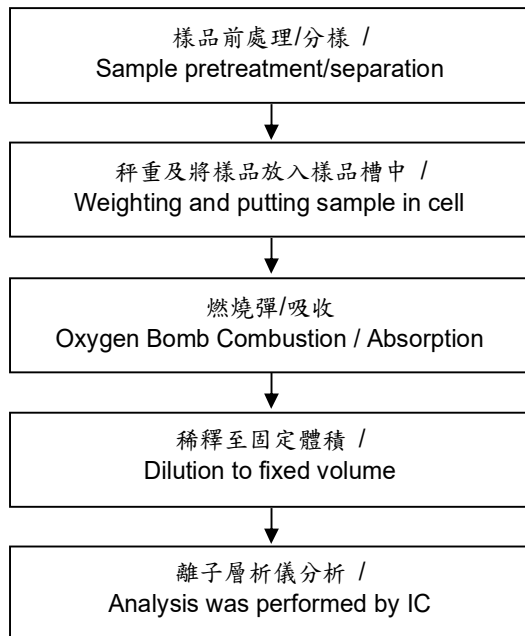 樣品前處理/分樣 /
Sample pretreatment/separation
秤重及將樣品放入樣品槽中 /
Weighting and putting sample in cell
燃燒彈/吸收
Oxygen Bomb Combustion / Absorption
稀釋至固定體積 /
Dilution to fixed volume
離子層析儀分析 /
Analysis was performed by IC